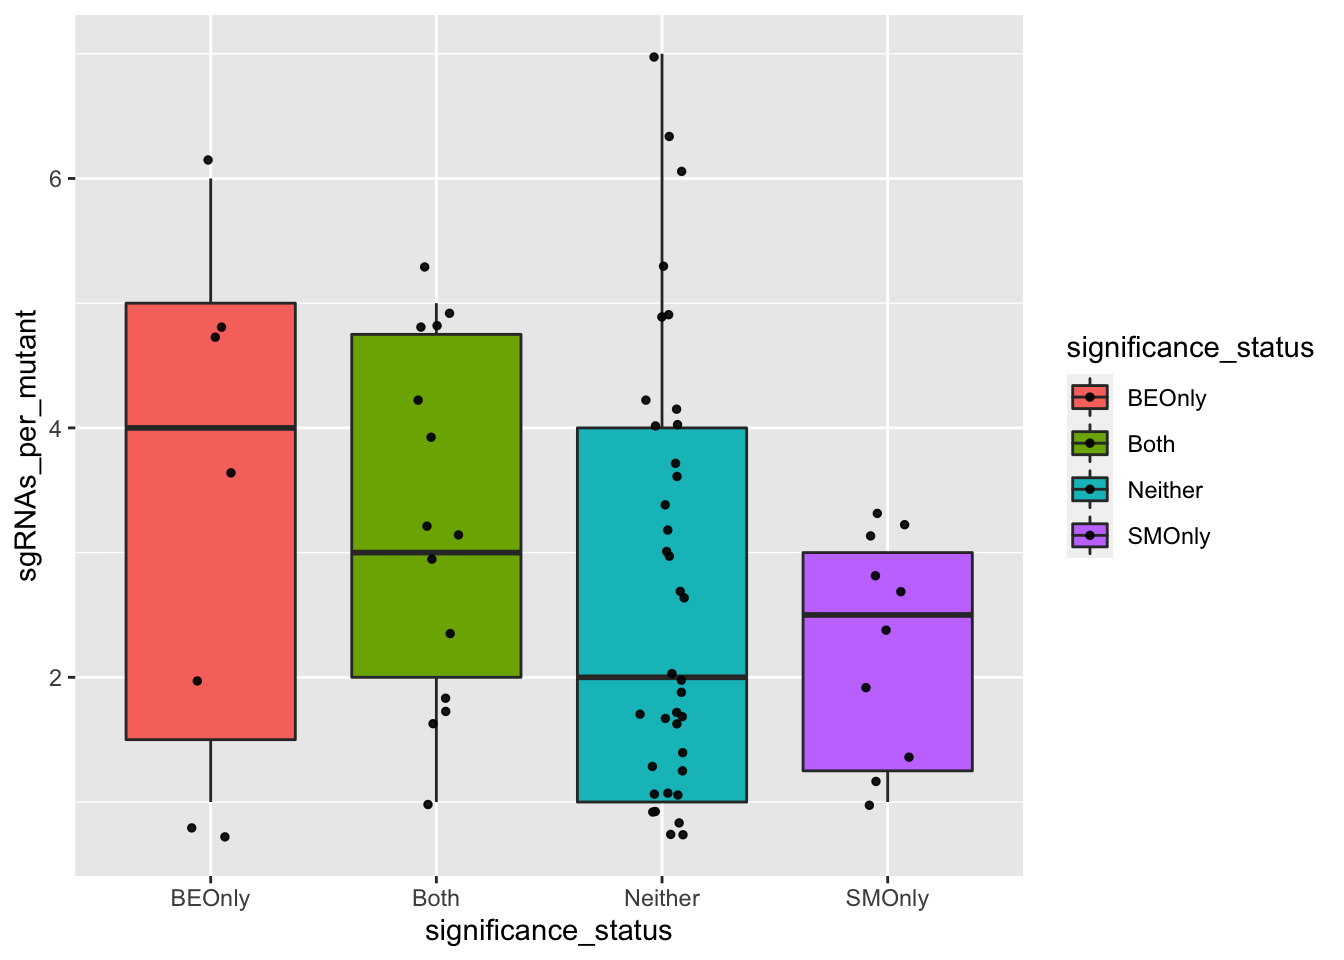 sgRNAs_per_mutant
6
4
2
BEOnly
Both
Neither
SMOnly
significance_status
significance_status
BEOnly
Both
Neither
SMOnly